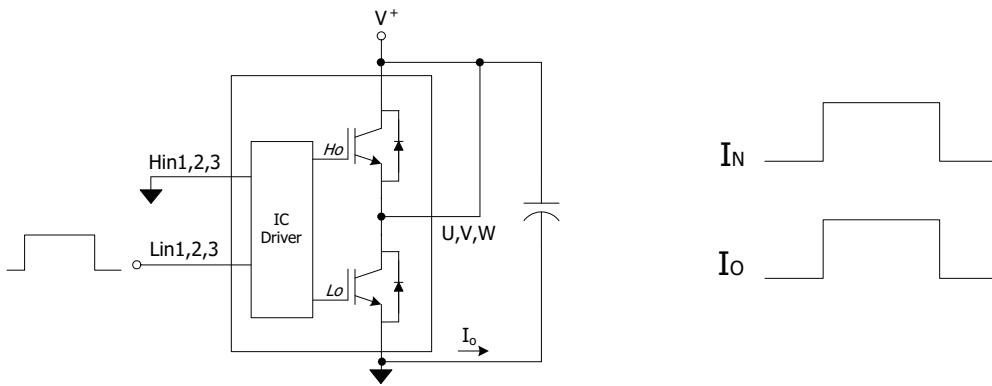 V+
Hin1,2,3
Ho
IC
Driver
U,V,W
Lin1,2,3
Lo
Io
IN
IO